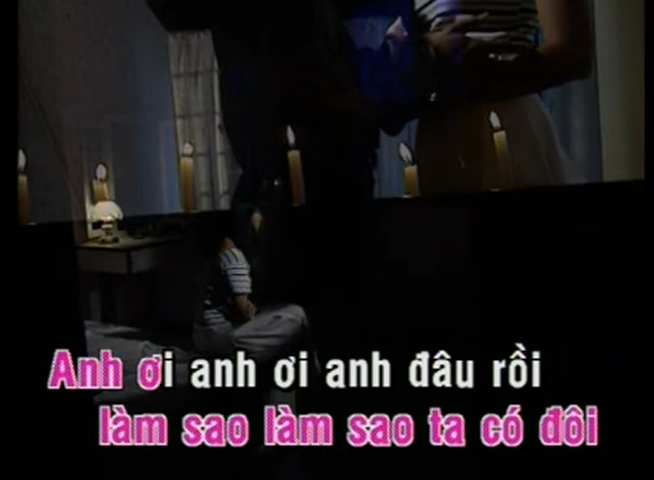 Anh ơi anh ơi anh đâu rồi
làm sao làm sao ta có đôi